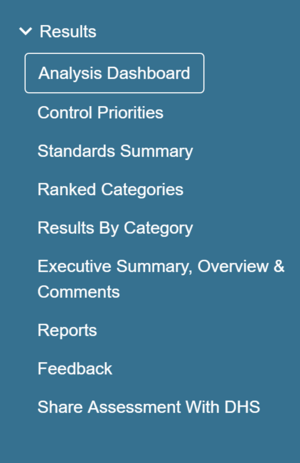 Results
Analysis Dashboard
Control Priorities
Standards Summary
Ranked Categories
Results By Category
Executive Summary, Overview &
Comments
Reports
Feedback
Share Assessment With DHS